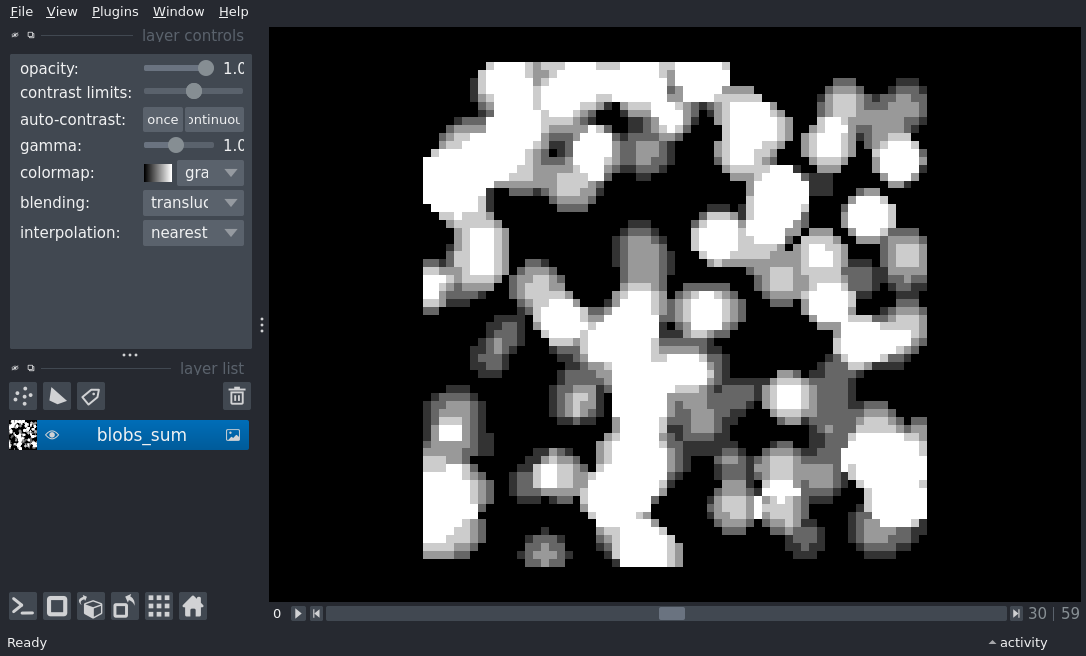 File View Plugins Window Help
layer controls
opacity: 1.0
contrast limits:
auto-contrast: once ontinuou
gamma: 1.0
colormap: gra
blending: transluc
interpolation: nearest
layer list
blobs_sum
0 30 59
Ready activity